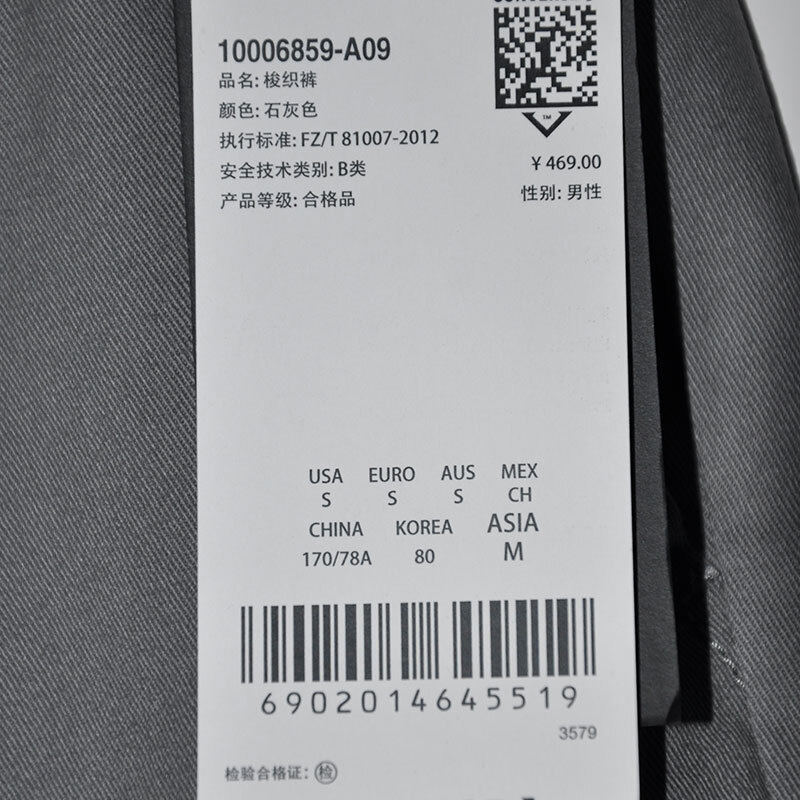 10006859-A09
品名: 梭织裤
颜色: 石灰色
执行标准: FZ/T 81007-2012
安全技术类别: B类
¥ 469.00
产品等级: 合格品
性别: 男性
TM
USA EURO AUS MEX
S S S CH
CHINA KOREA ASIA
170/78A 80 M
6902014645519
3579
检验合格证: 检